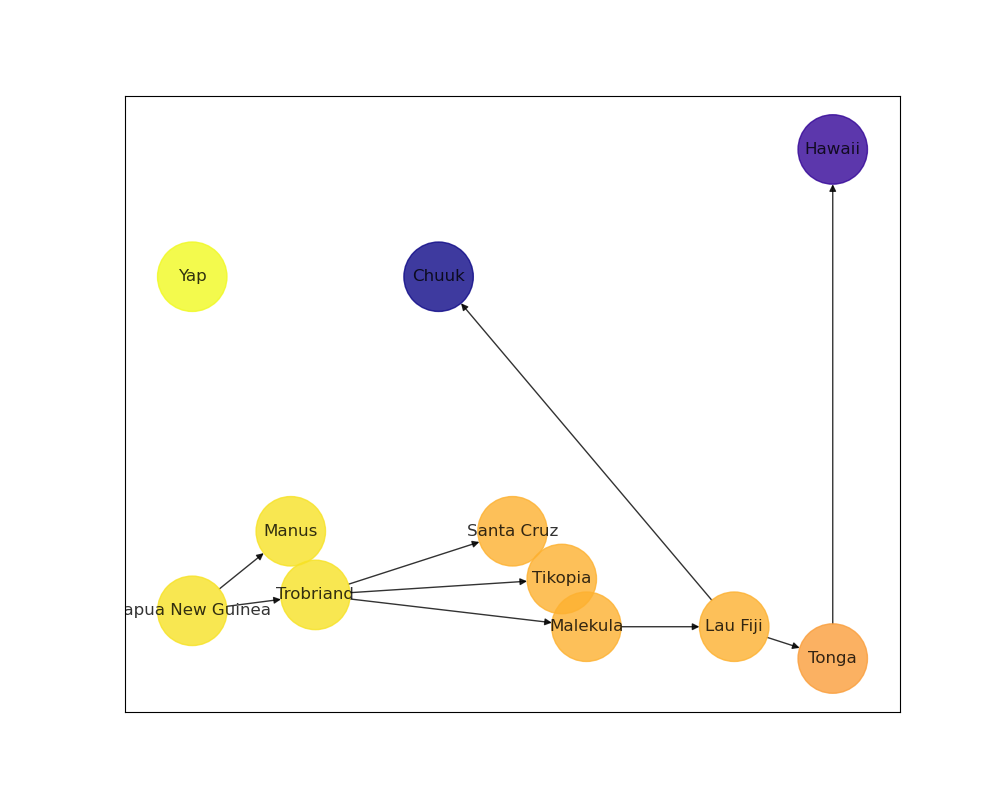 Hawaii
Yap
Chuuk
Manus
Santa Cruz
Tikopia
Trobriand
apua New Guinea
Malekula
Lau Fiji
Tonga